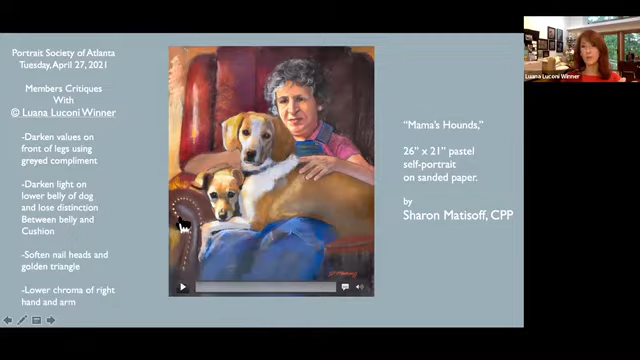 Portrait Society of Atlanta
Tuesday, April 27, 2021
Members Critiques
With
© Luana Luconi Winner
-Darken values on
front of legs using
greyed compliment
-Darken light on
lower belly of dog
and lose distinction
Between belly and
Cushion
-Soften nail heads and
golden triangle
-Lower chroma of right
hand and arm
"Mama's Hounds,"
26" x 21" pastel
self-portrait
on sanded paper.
by
Sharon Matisoff, CPP
Luana Luconi Winner